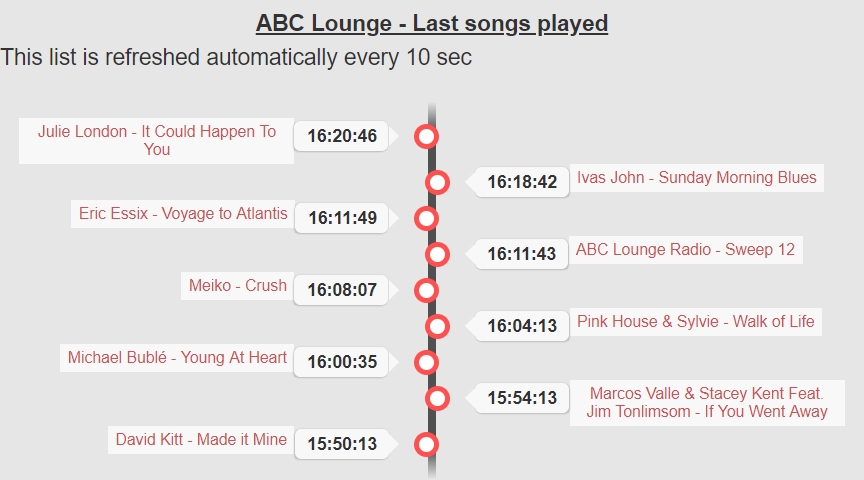 ABC Lounge - Last songs played
This list is refreshed automatically every 10 sec
Julie London - It Could Happen To
You
16:20:46
16:18:42
Ivas John - Sunday Morning Blues
Eric Essix - Voyage to Atlantis
16:11:49
16:11:43
ABC Lounge Radio - Sweep 12
Meiko - Crush
16:08:07
16:04:13
Pink House & Sylvie - Walk of Life
Michael Bublé - Young At Heart
16:00:35
15:54:13
Marcos Valle & Stacey Kent Feat.
Jim Tonlimsom - If You Went Away
David Kitt - Made it Mine
15:50:13